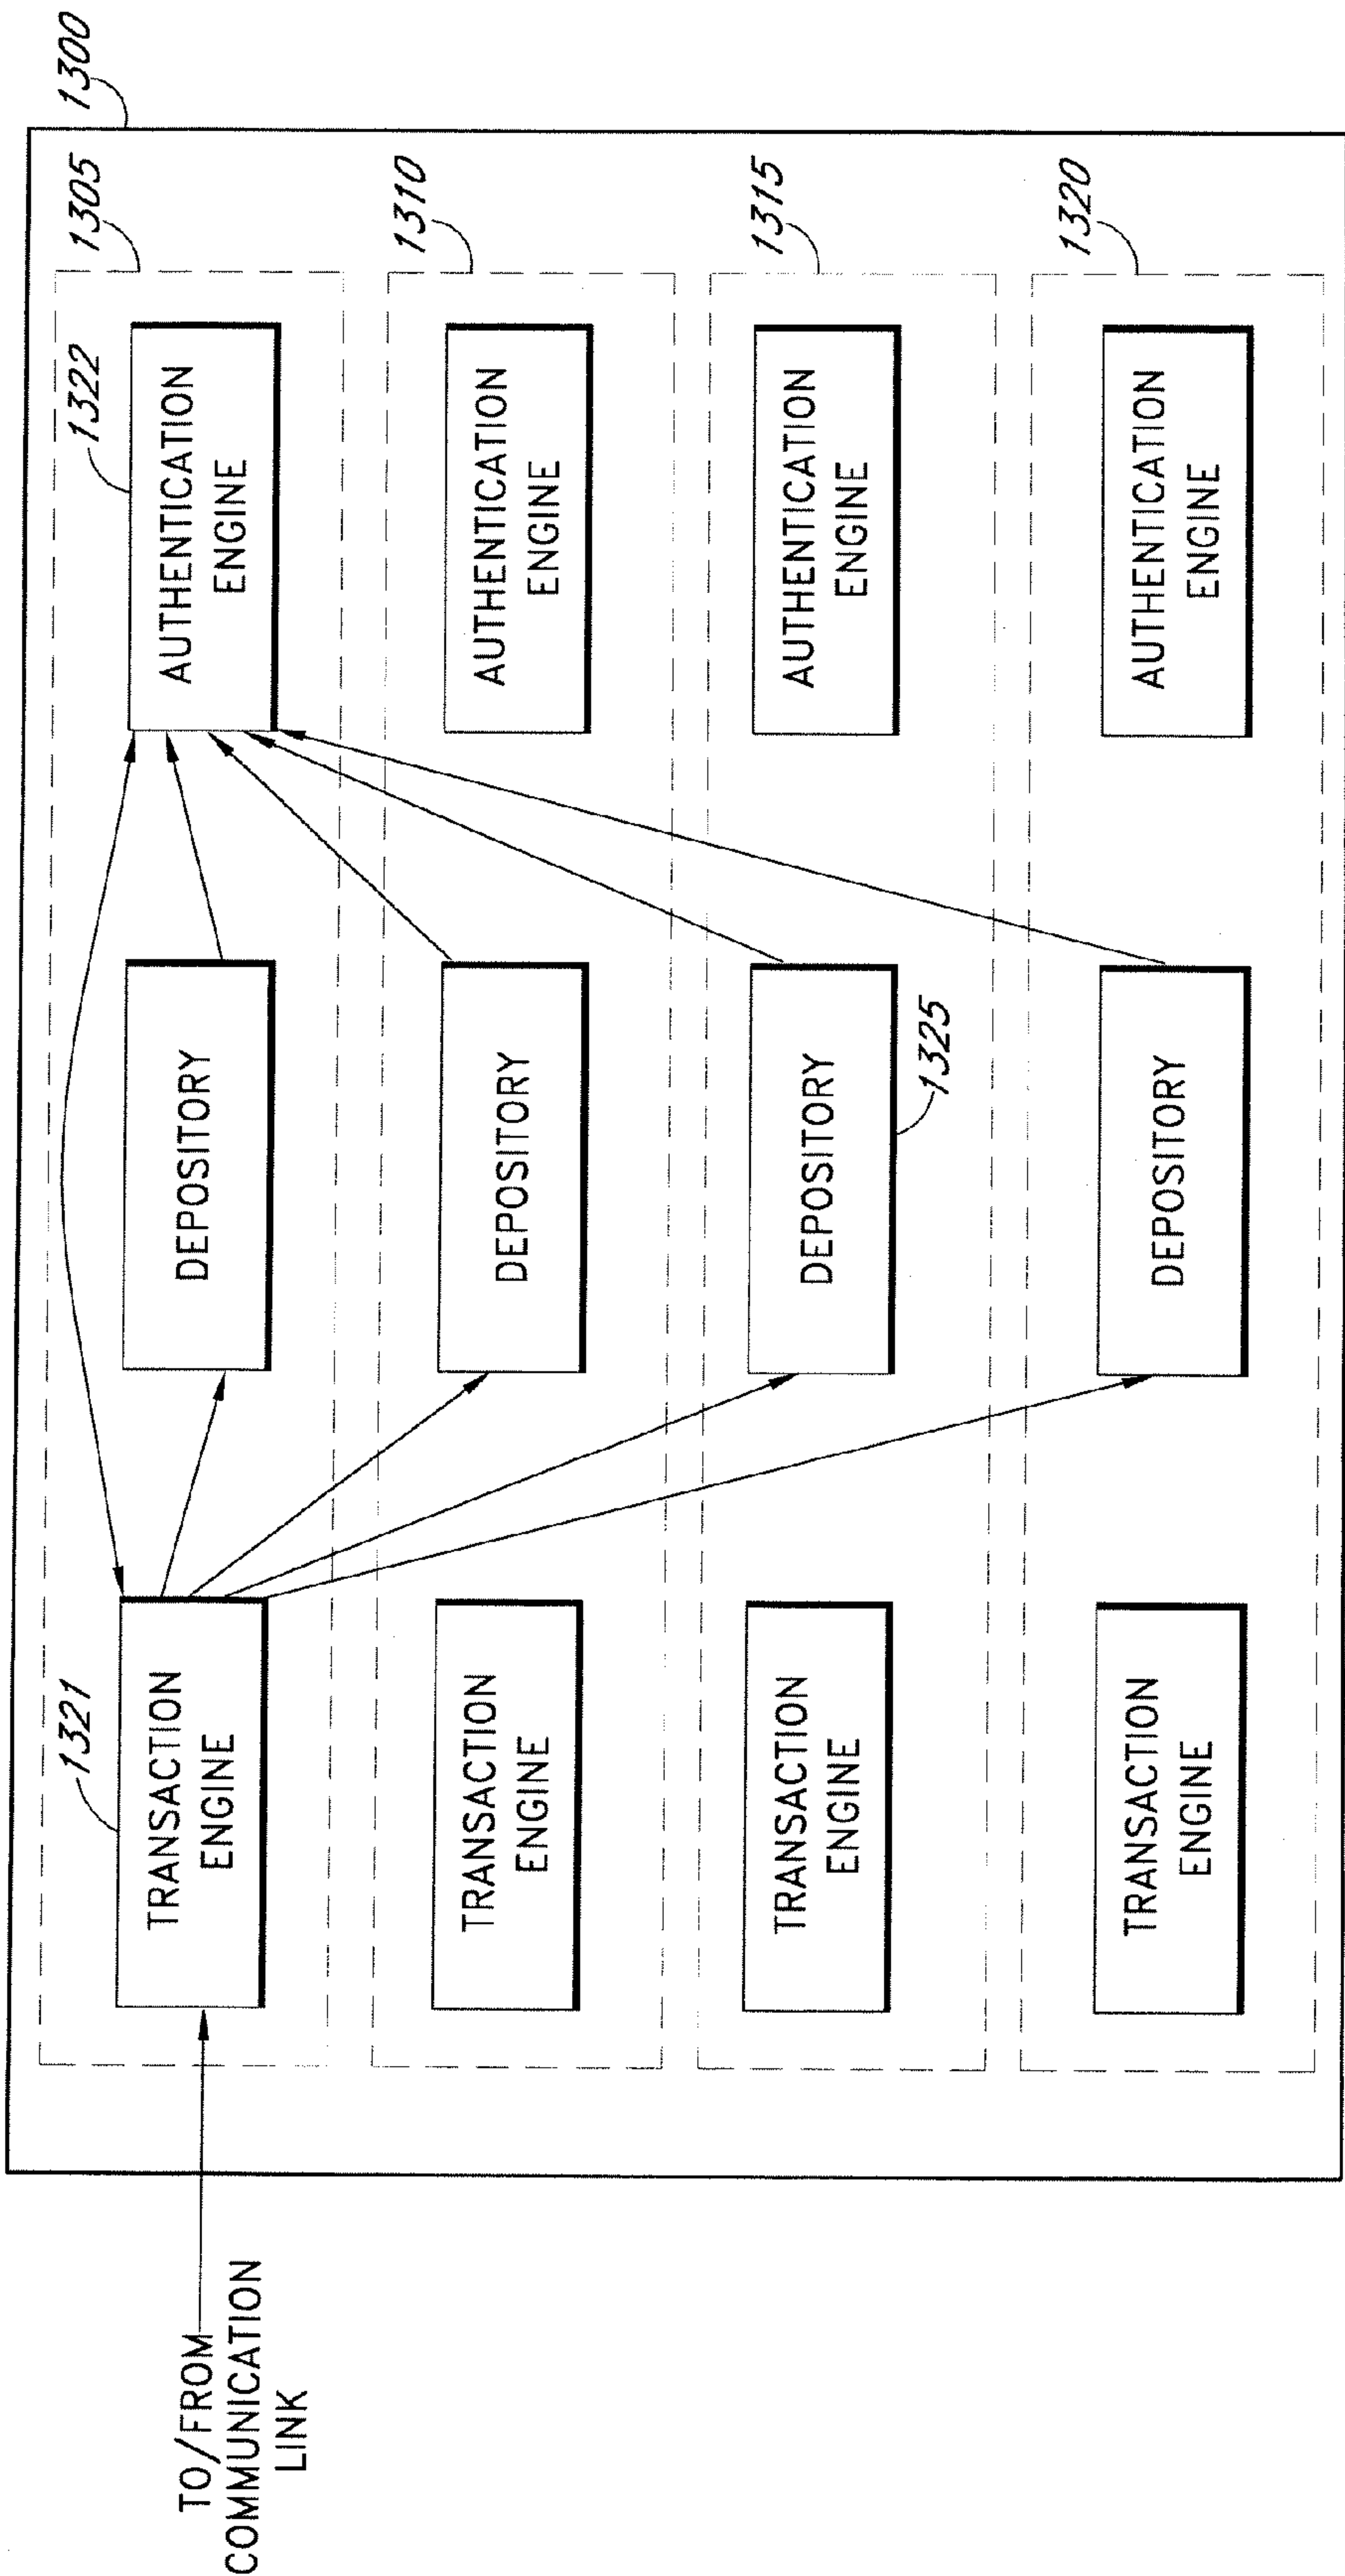 1300
1305
1322
AUTHENTICATION
ENGINE
DEPOSITORY
1321
TRANSACTION
ENGINE
TO/FROM
COMMUNICATION
LINK
1310
AUTHENTICATION
ENGINE
DEPOSITORY
TRANSACTION
ENGINE
1315
AUTHENTICATION
ENGINE
DEPOSITORY
1325
TRANSACTION
ENGINE
1320
AUTHENTICATION
ENGINE
DEPOSITORY
TRANSACTION
ENGINE